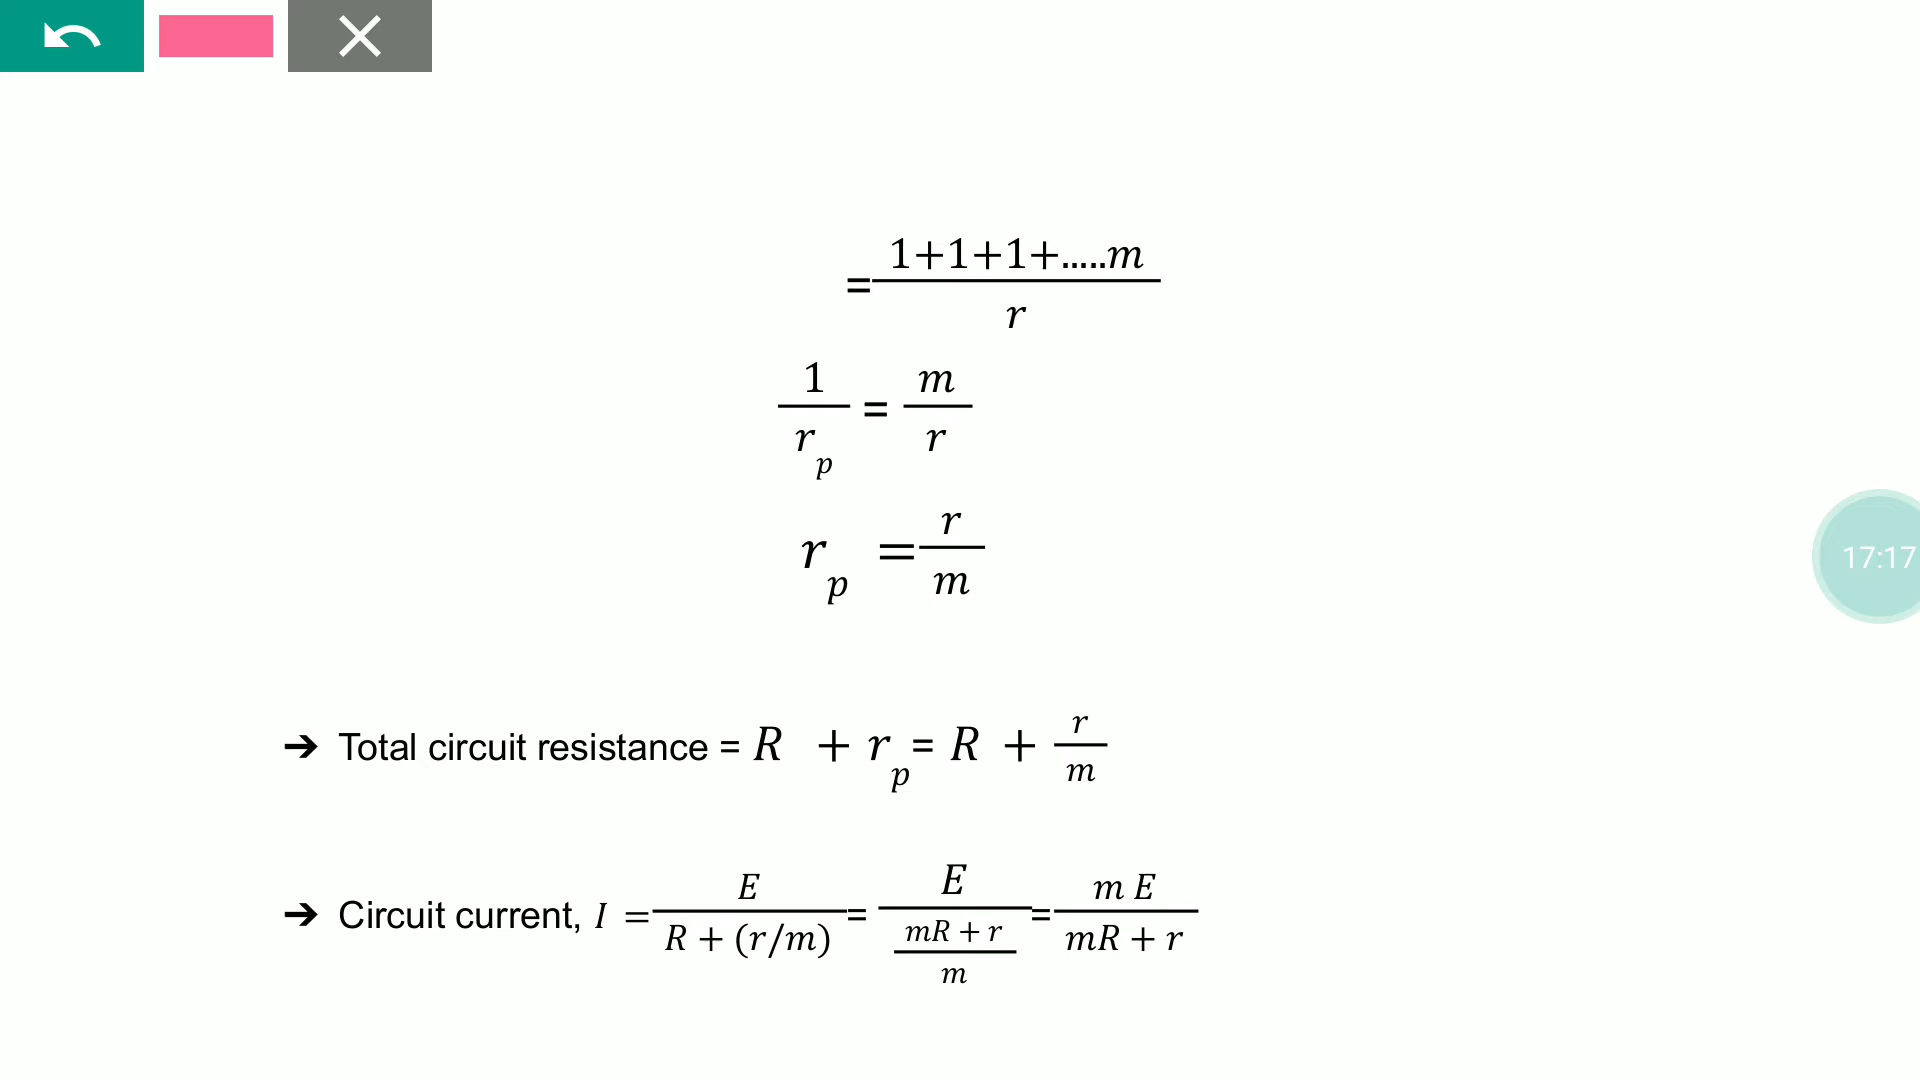 = (1+1+1+.....m)/r
1/r_p = m/r
r_p = r/m
17:17
➔ Total circuit resistance = R + r_p = R + r/m
➔ Circuit current, I = E/(R + (r/m)) = E/((mR + r)/m) = m E/(mR + r)